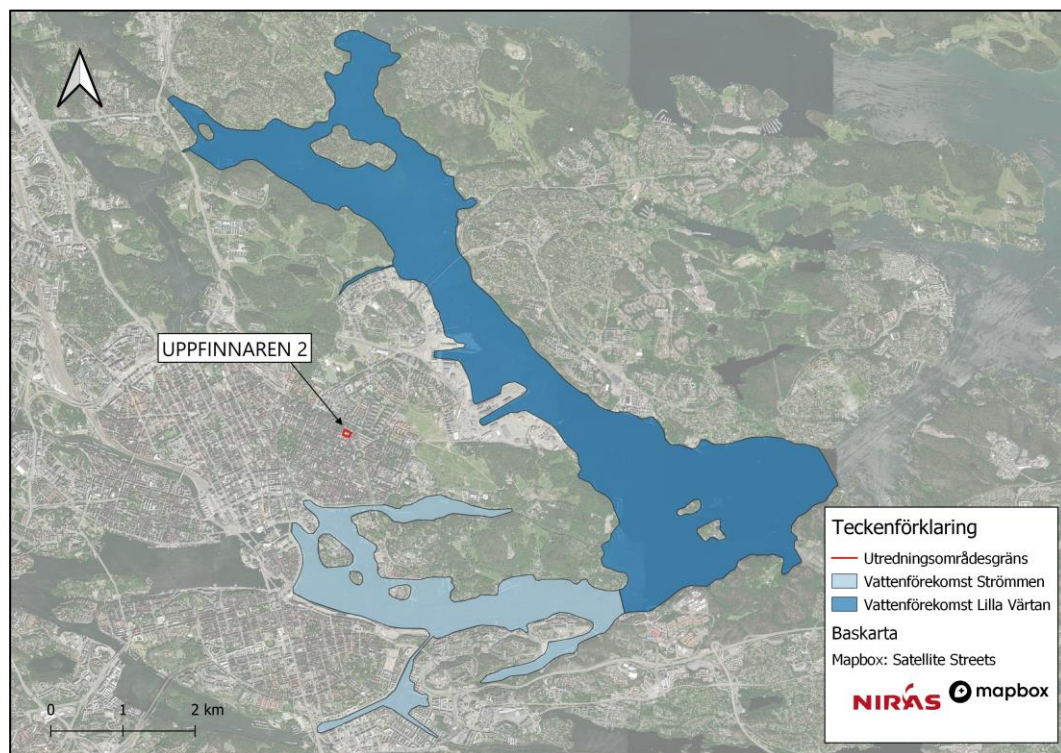 UPPFINNAREN 2
Teckenförklaring
Utredningsområdesgräns
Vattenförekomst Strömmen
Vattenförekomst Lilla Värtan
Baskarta
Mapbox: Satellite Streets
NIRAS mapbox
0 1 2 km